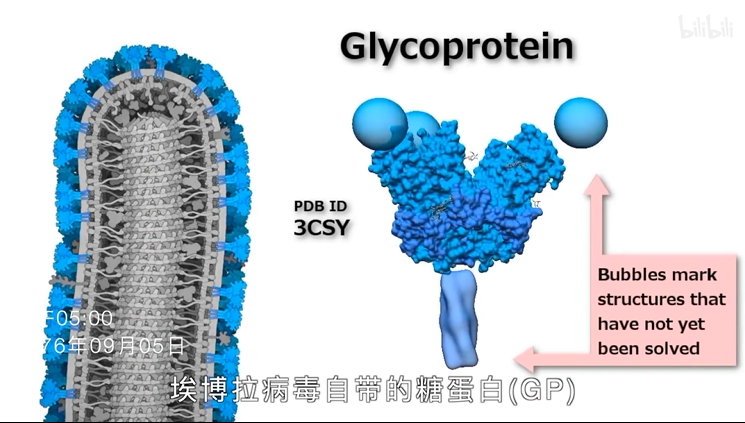 bilibili
Glycoprotein
PDB ID
3CSY
Bubbles mark
structures that
have not yet
been solved
05:00
76年09月05日
埃博拉病毒自带的糖蛋白(GP)